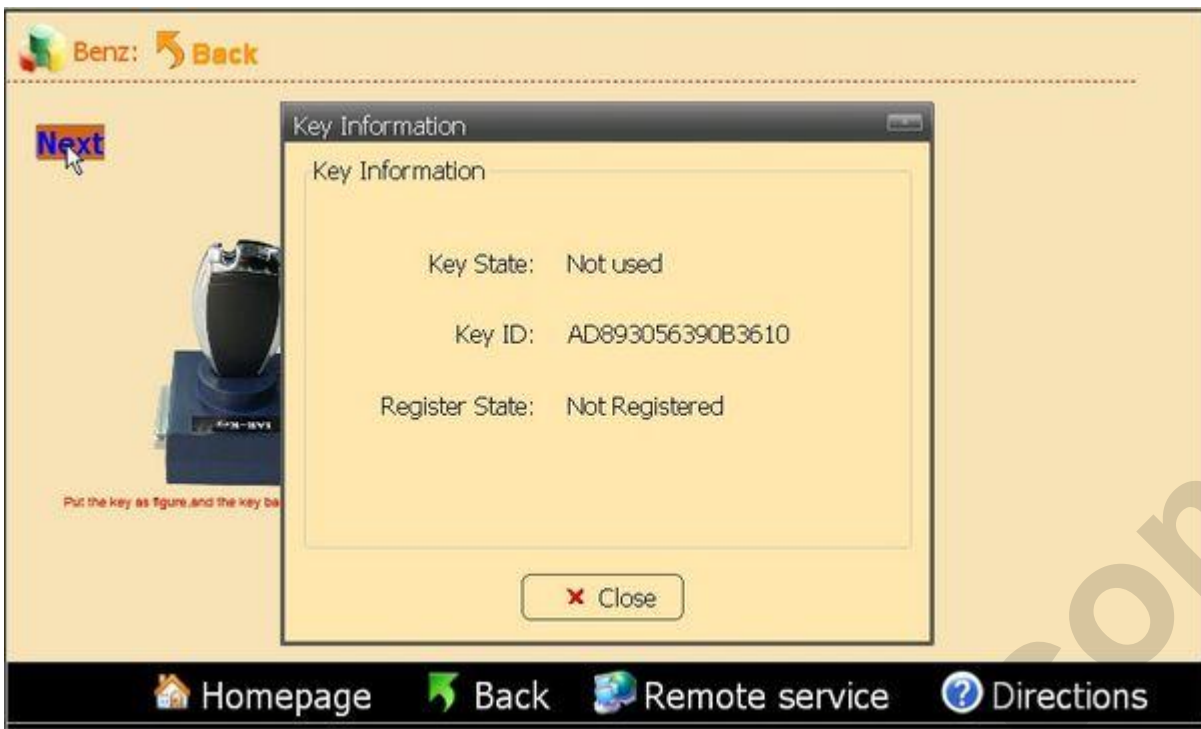 Benz: Back
Next
Key Information
Key Information
Key State: Not used
Key ID: AD893056390B3610
Register State: Not Registered
Put the key as figure,and the key ba
Close
Homepage Back Remote service Directions